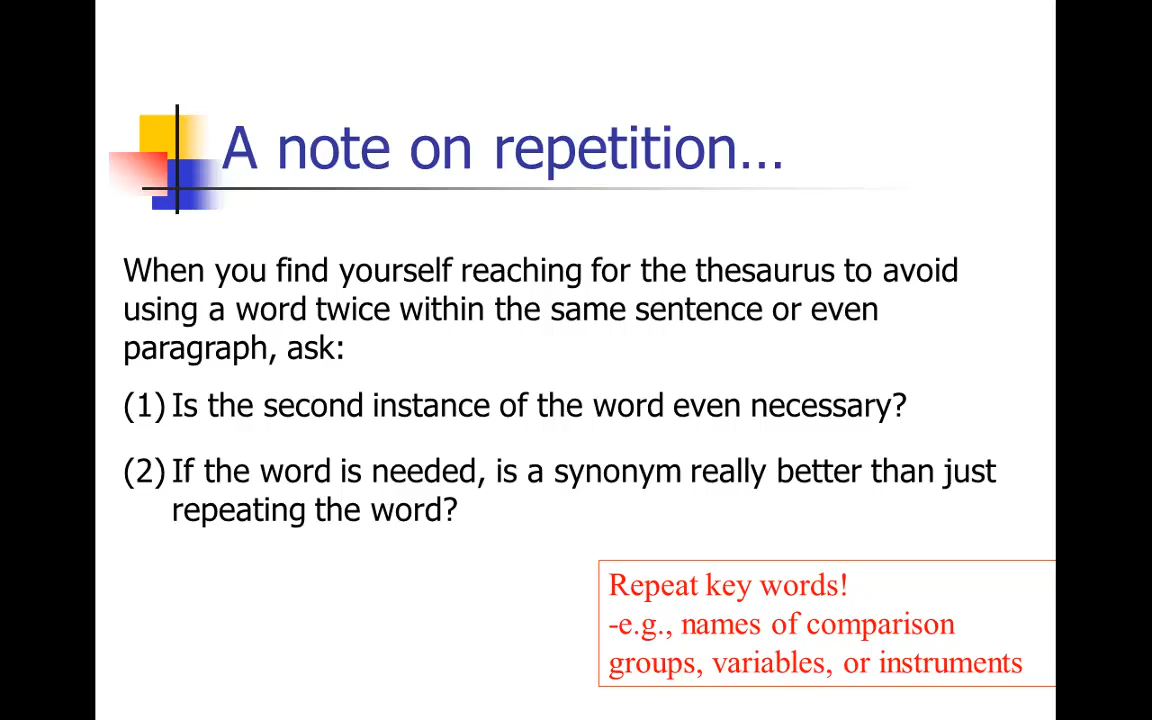 A note on repetition...
When you find yourself reaching for the thesaurus to avoid
using a word twice within the same sentence or even
paragraph, ask:
(1) Is the second instance of the word even necessary?
(2) If the word is needed, is a synonym really better than just
repeating the word?
Repeat key words!
-e.g., names of comparison
groups, variables, or instruments